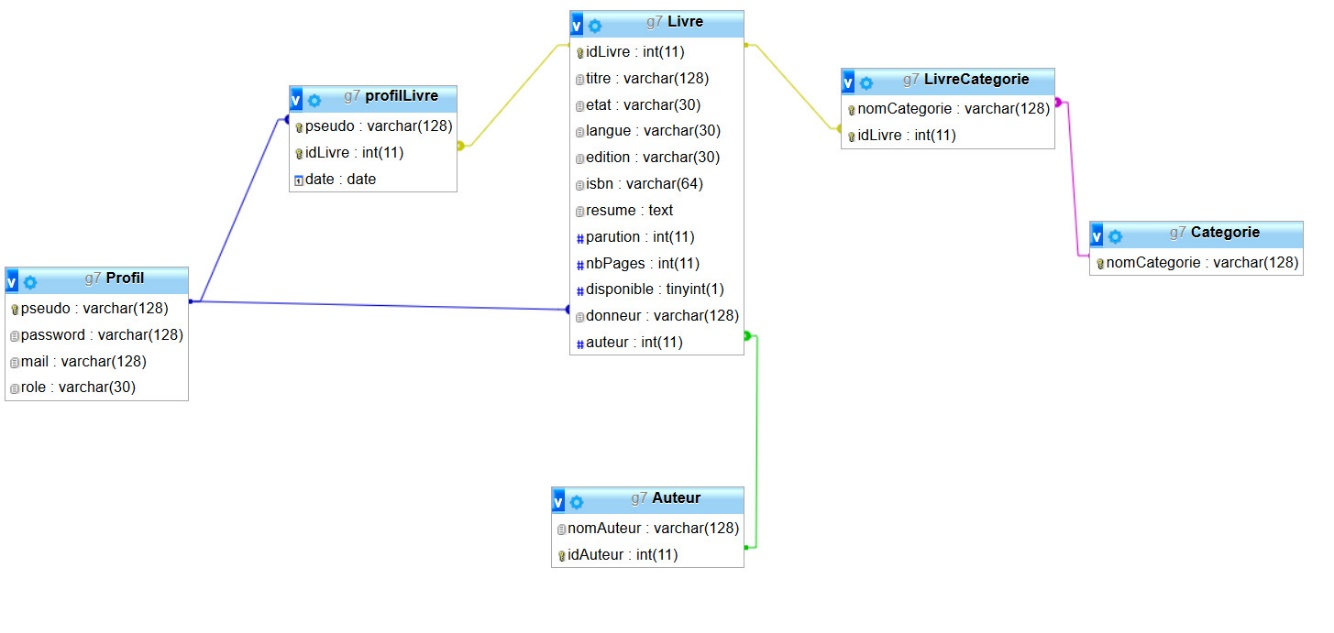 g7 Livre
idLivre : int(11)
titre : varchar(128)
etat : varchar(30)
langue : varchar(30)
edition : varchar(30)
isbn : varchar(64)
resume : text
parution : int(11)
nbPages : int(11)
disponible : tinyint(1)
donneur : varchar(128)
auteur : int(11)
g7 profilLivre
pseudo : varchar(128)
idLivre : int(11)
date : date
g7 LivreCategorie
nomCategorie : varchar(128)
idLivre : int(11)
g7 Categorie
nomCategorie : varchar(128)
g7 Profil
pseudo : varchar(128)
password : varchar(128)
mail : varchar(128)
role : varchar(30)
g7 Auteur
nomAuteur : varchar(128)
idAuteur : int(11)